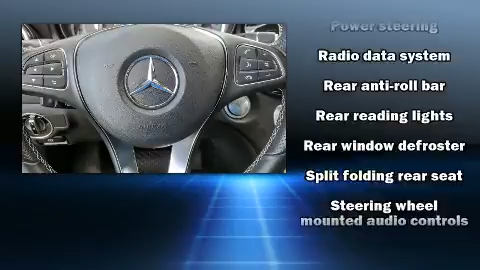 Power steering
Radio data system
Rear anti-roll bar
Rear reading lights
Rear window defroster
Split folding rear seat
Steering wheel
mounted audio controls